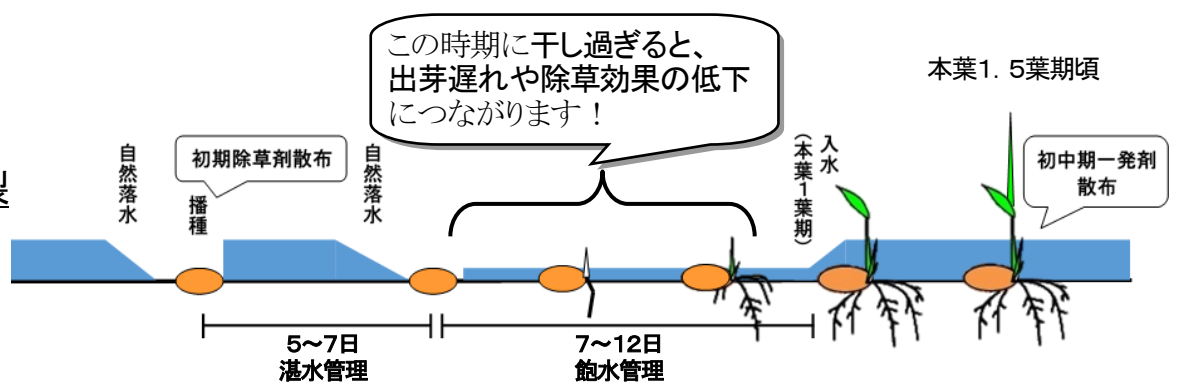 この時期に干し過ぎると、
出芽遅れや除草効果の低下
につながります！
本葉1．5葉期頃
自然落水
播種
初期除草剤散布
自然落水
入水
（本葉1葉期）
初中期一発剤
散布
5～7日
湛水管理
7～12日
飽水管理